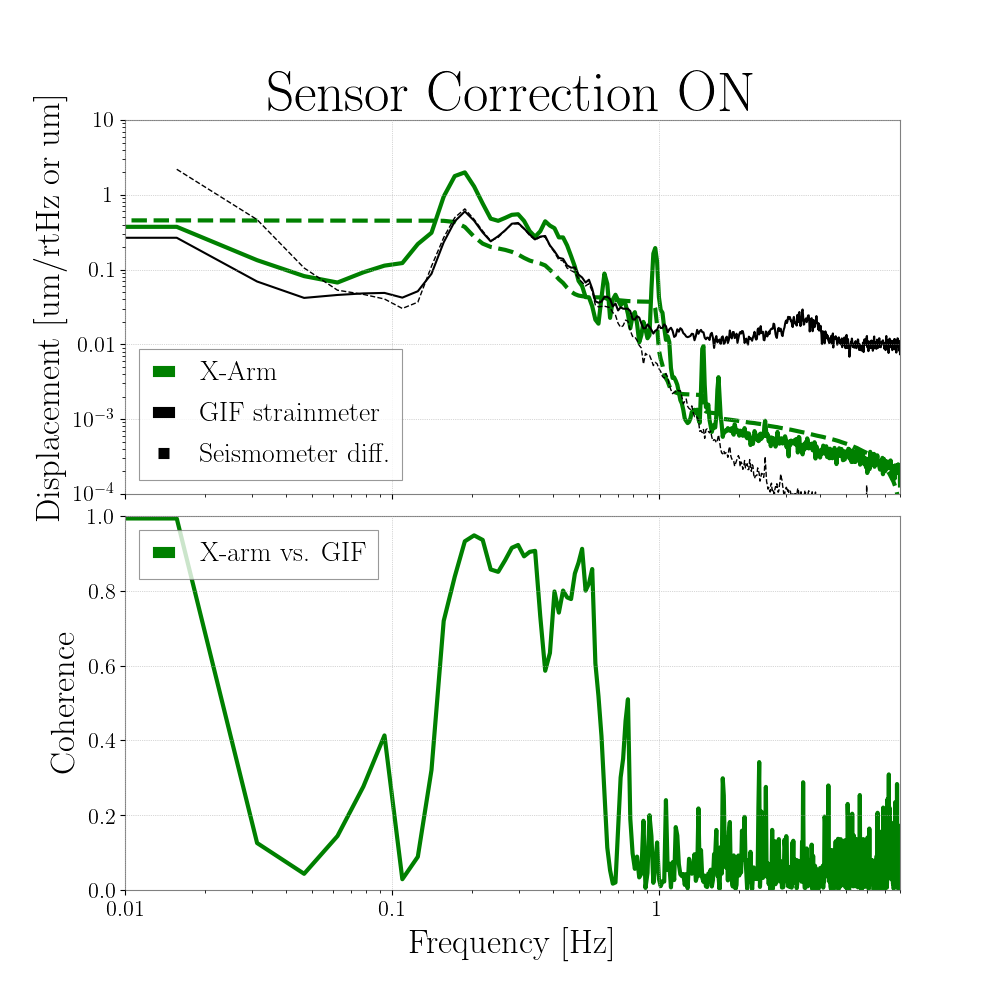 Sensor Correction ON
Displacement [um/rtHz or um]
10
1
0.1
0.01
10⁻³
10⁻⁴
X-Arm
GIF strainmeter
Seismometer diff.
Coherence
1.0
0.8
0.6
0.4
0.2
0.0
X-arm vs. GIF
0.01
0.1
1
Frequency [Hz]